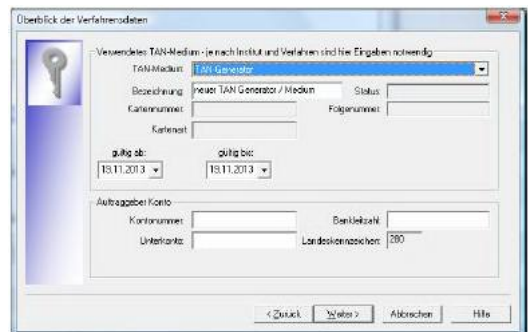 Überblick der Verfahrensdaten
Verwendetes TAN-Medium - je nach Institut und Verfahren sind hier Eingaben notwendig
TAN-Medium: TAN-Generator
Bezeichnung: neuer TAN Generator / Medium Status:
Kartennummer: Folgenummer:
Kartenart:
gültig ab: gültig bis:
19.11.2013 19.11.2013
Auftraggeber Konto
Kontonummer: Bankleitzahl:
Unterkonto: Landeskennzeichen: 280
< Zurück Weiter > Abbrechen Hilfe